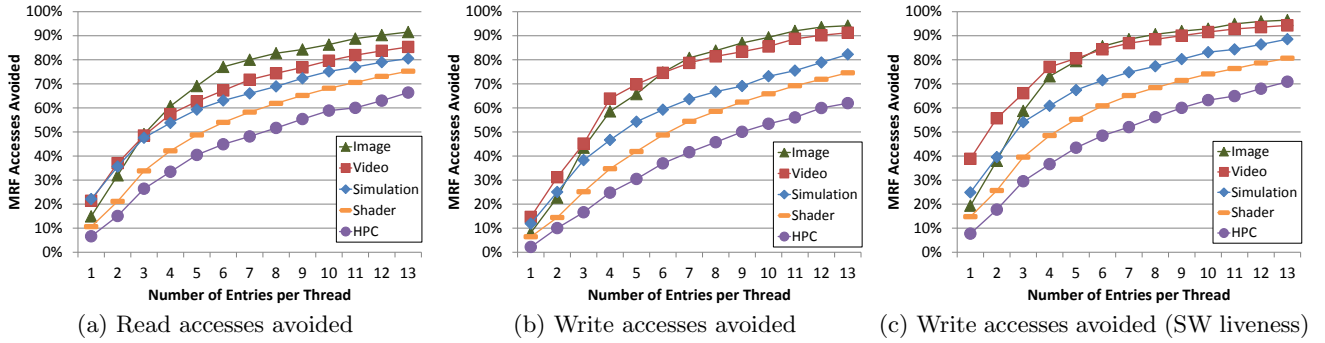 MRF Accesses Avoided
100%
90%
80%
70%
60%
50%
40%
30%
20%
10%
0%
Image
Video
Simulation
Shader
HPC
1 2 3 4 5 6 7 8 9 10 11 12 13
Number of Entries per Thread
(a) Read accesses avoided
MRF Accesses Avoided
100%
90%
80%
70%
60%
50%
40%
30%
20%
10%
0%
Image
Video
Simulation
Shader
HPC
1 2 3 4 5 6 7 8 9 10 11 12 13
Number of Entries per Thread
(b) Write accesses avoided
MRF Accesses Avoided
100%
90%
80%
70%
60%
50%
40%
30%
20%
10%
0%
Image
Video
Simulation
Shader
HPC
1 2 3 4 5 6 7 8 9 10 11 12 13
Number of Entries per Thread
(c) Write accesses avoided (SW liveness)